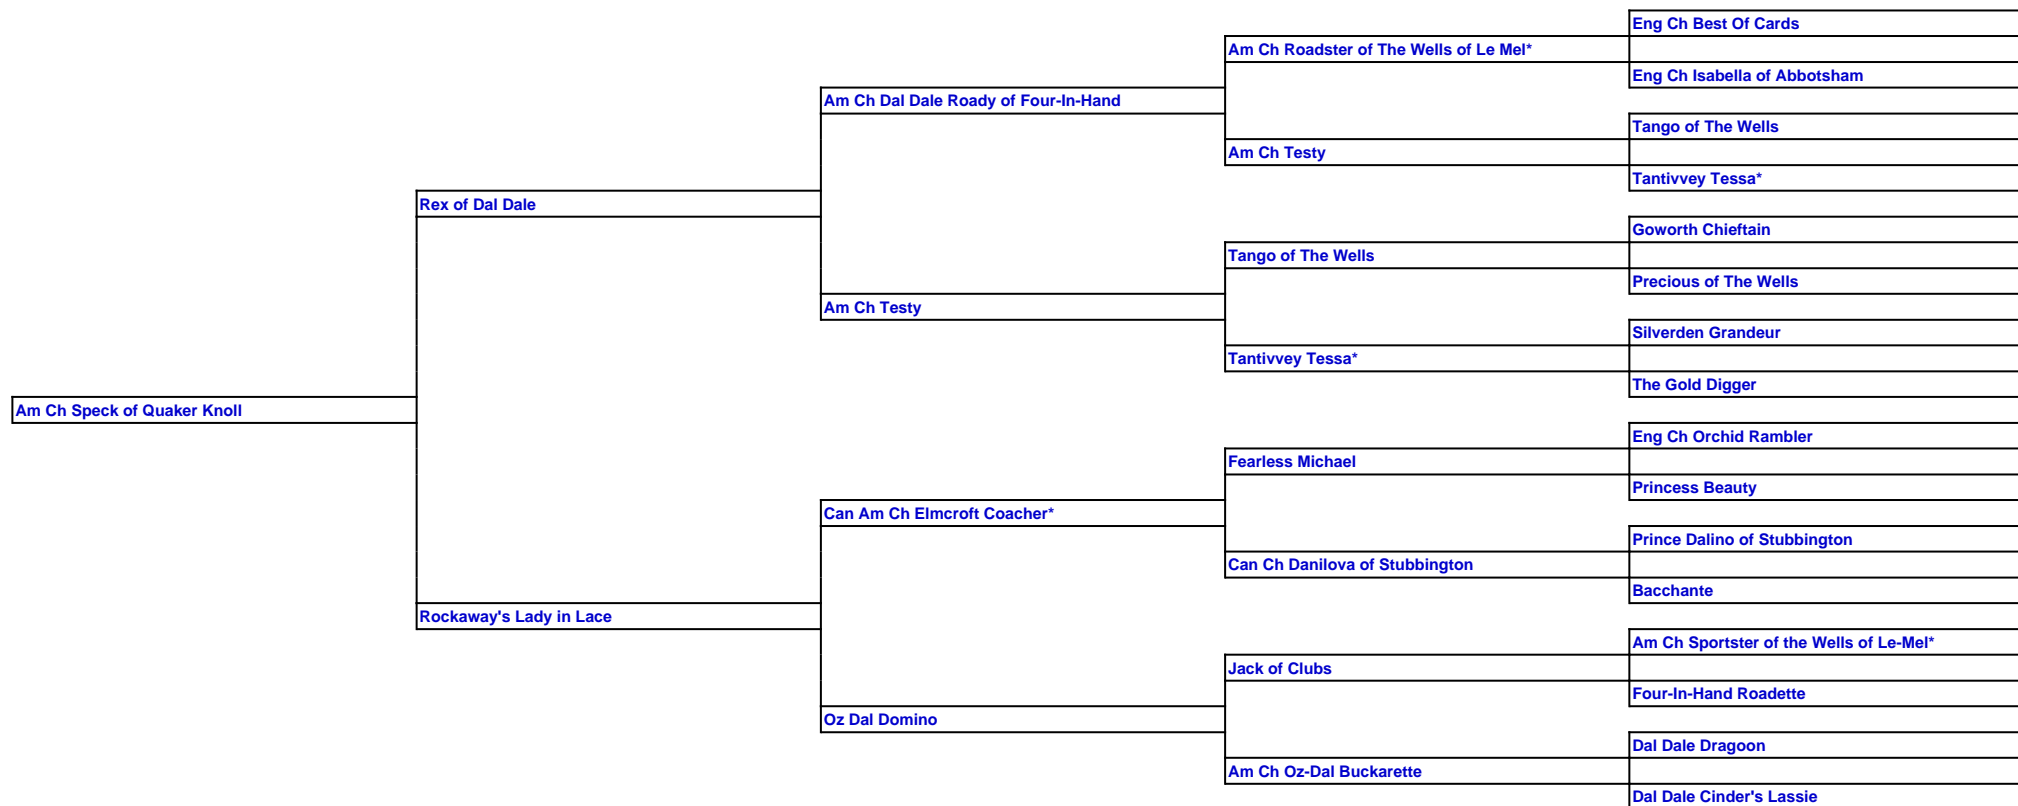 Eng Ch Best Of Cards
Am Ch Roadster of The Wells of Le Mel*
Eng Ch Isabella of Abbotsham
Am Ch Dal Dale Roady of Four-In-Hand
Tango of The Wells
Am Ch Testy
Tantivvey Tessa*
Rex of Dal Dale
Goworth Chieftain
Tango of The Wells
Precious of The Wells
Am Ch Testy
Silverden Grandeur
Tantivvey Tessa*
The Gold Digger
Am Ch Speck of Quaker Knoll
Eng Ch Orchid Rambler
Fearless Michael
Princess Beauty
Can Am Ch Elmcroft Coacher*
Prince Dalino of Stubbington
Can Ch Danilova of Stubbington
Bacchante
Rockaway's Lady in Lace
Am Ch Sportster of the Wells of Le-Mel*
Jack of Clubs
Four-In-Hand Roadette
Oz Dal Domino
Dal Dale Dragoon
Am Ch Oz-Dal Buckarette
Dal Dale Cinder's Lassie